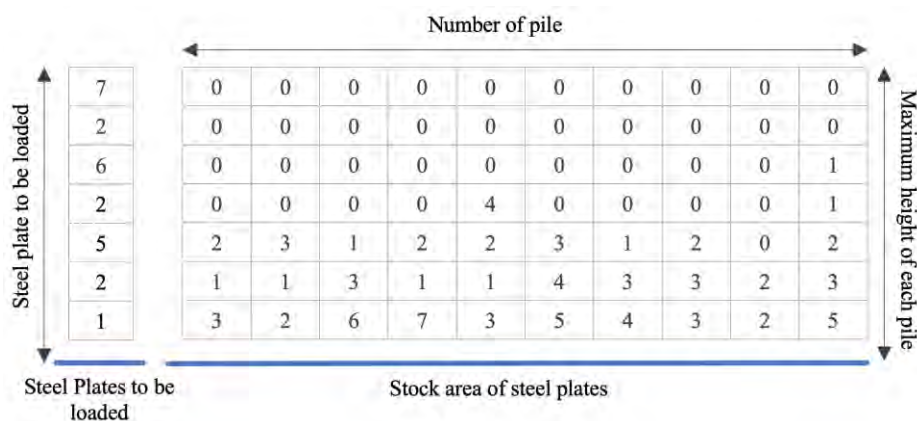 Number of pile
Steel plate to be loaded
7 0 0 0 0 0 0 0 0 0 0
2 0 0 0 0 0 0 0 0 0 0
6 0 0 0 0 0 0 0 0 0 1
2 0 0 0 0 4 0 0 0 0 1
5 2 3 1 2 2 3 1 2 0 2
2 1 1 3 1 1 4 3 3 2 3
1 3 2 6 7 3 5 4 3 2 5
Maximum height of each pile
Steel Plates to be
loaded
Stock area of steel plates